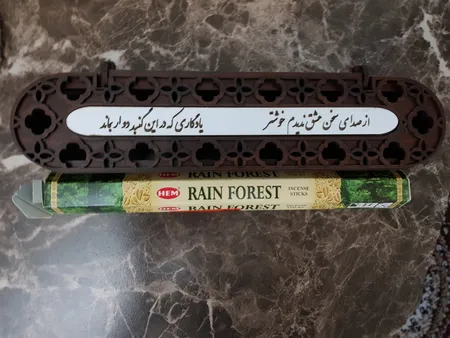 از صدای سخن عشق ندیدم خوشتر یادگاری که در این گنبد دوار بماند
HEM RAIN FOREST INCENSE STICKS
RAIN FOREST